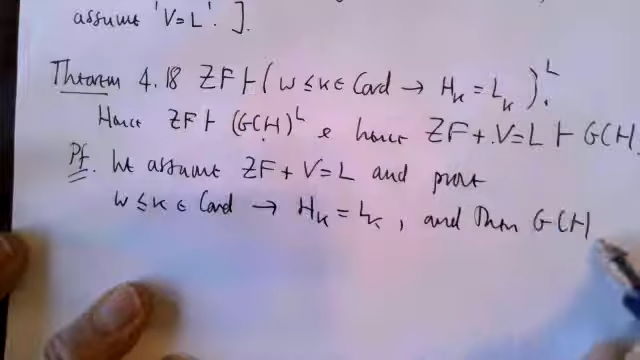 assume 'V=L'.].
Theorem 4.18 ZF ⊢ (ω ≤ κ ∈ Card → H_κ = L_κ)^L.
Hence ZF ⊢ (GCH)^L & hence ZF + V=L ⊢ GCH.
Pf. We assume ZF + V=L and prove
ω ≤ κ ∈ Card → H_κ = L_κ, and then GCH